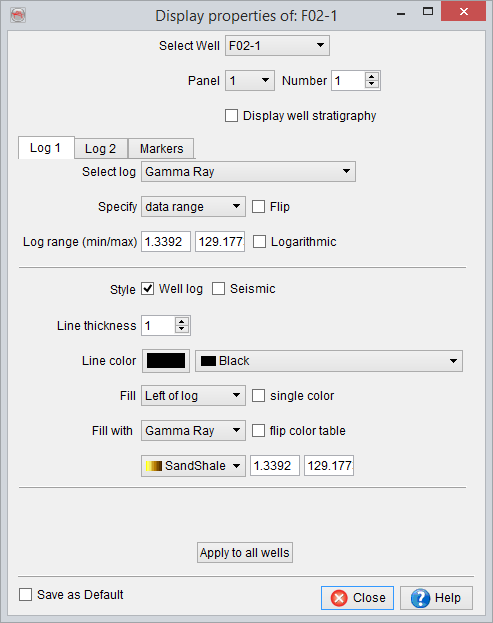 Display properties of: F02-1
Select Well F02-1
Panel 1 Number 1
Display well stratigraphy
Log 1 Log 2 Markers
Select log Gamma Ray
Specify data range Flip
Log range (min/max) 1.3392 129.177 Logarithmic
Style Well log Seismic
Line thickness 1
Line color Black
Fill Left of log single color
Fill with Gamma Ray flip color table
SandShale 1.3392 129.177
Apply to all wells
Save as Default Close Help